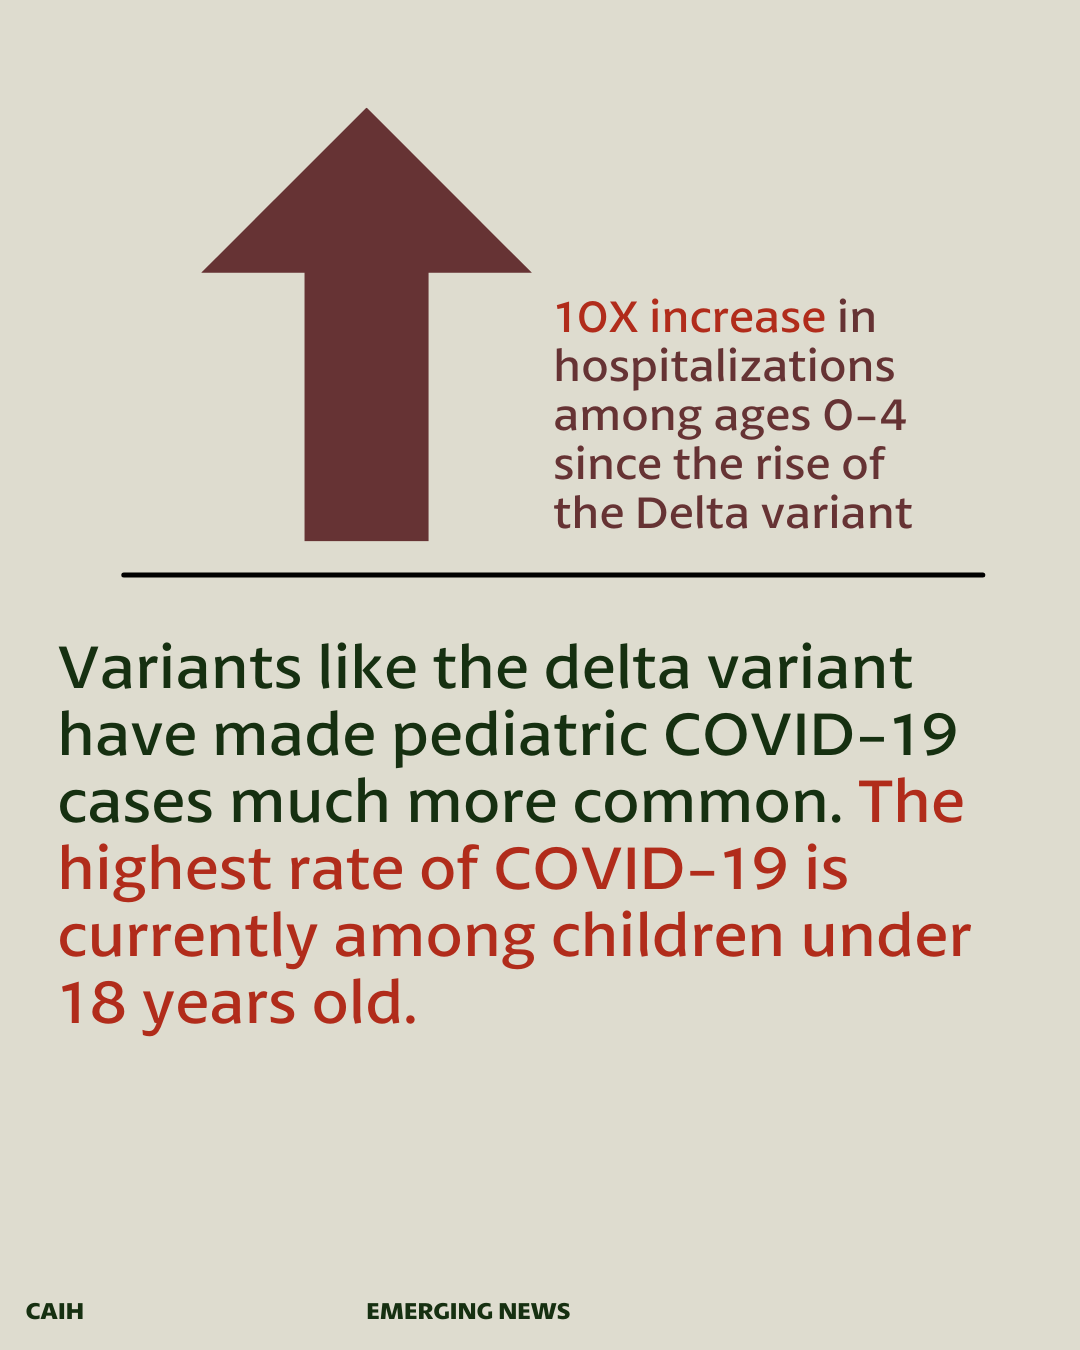 10X increase in
hospitalizations
among ages 0–4
since the rise of
the Delta variant
Variants like the delta variant
have made pediatric COVID–19
cases much more common. The
highest rate of COVID–19 is
currently among children under
18 years old.
CAIH
EMERGING NEWS